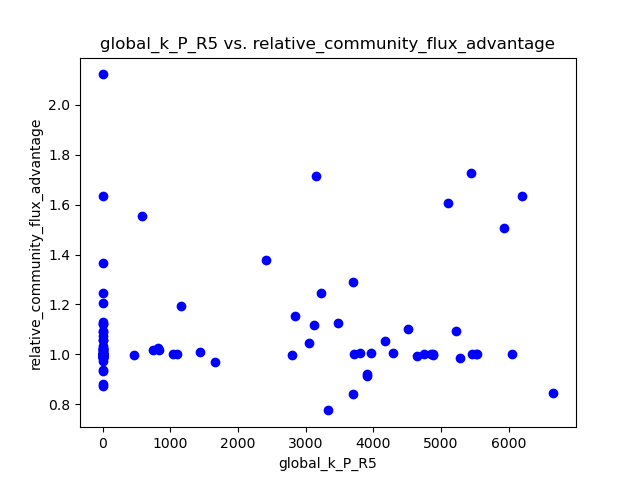 global_k_P_R5 vs. relative_community_flux_advantage
relative_community_flux_advantage
2.0
1.8
1.6
1.4
1.2
1.0
0.8
0 1000 2000 3000 4000 5000 6000
global_k_P_R5